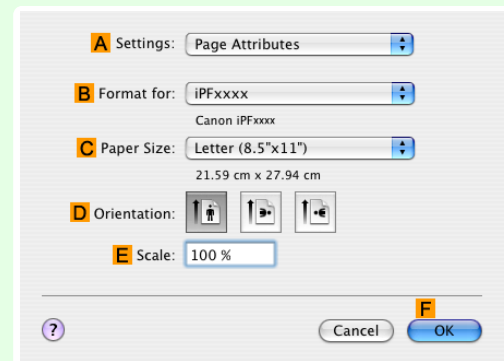 A Settings: Page Attributes
B Format for: iPFxxxx
Canon iPFxxxx
C Paper Size: Letter (8.5"x11")
21.59 cm x 27.94 cm
D Orientation:
E Scale: 100 %
F
? Cancel OK